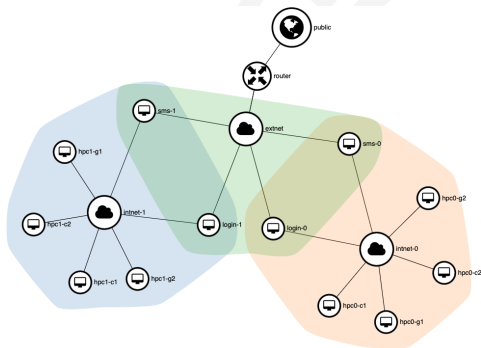 public
router
sms-1
extnet
sms-0
hpc1-g1
hpc0-g2
intnet-1
hpc1-c2
login-1
login-0
intnet-0
hpc0-c2
hpc1-c1
hpc1-g2
hpc0-c1
hpc0-g1